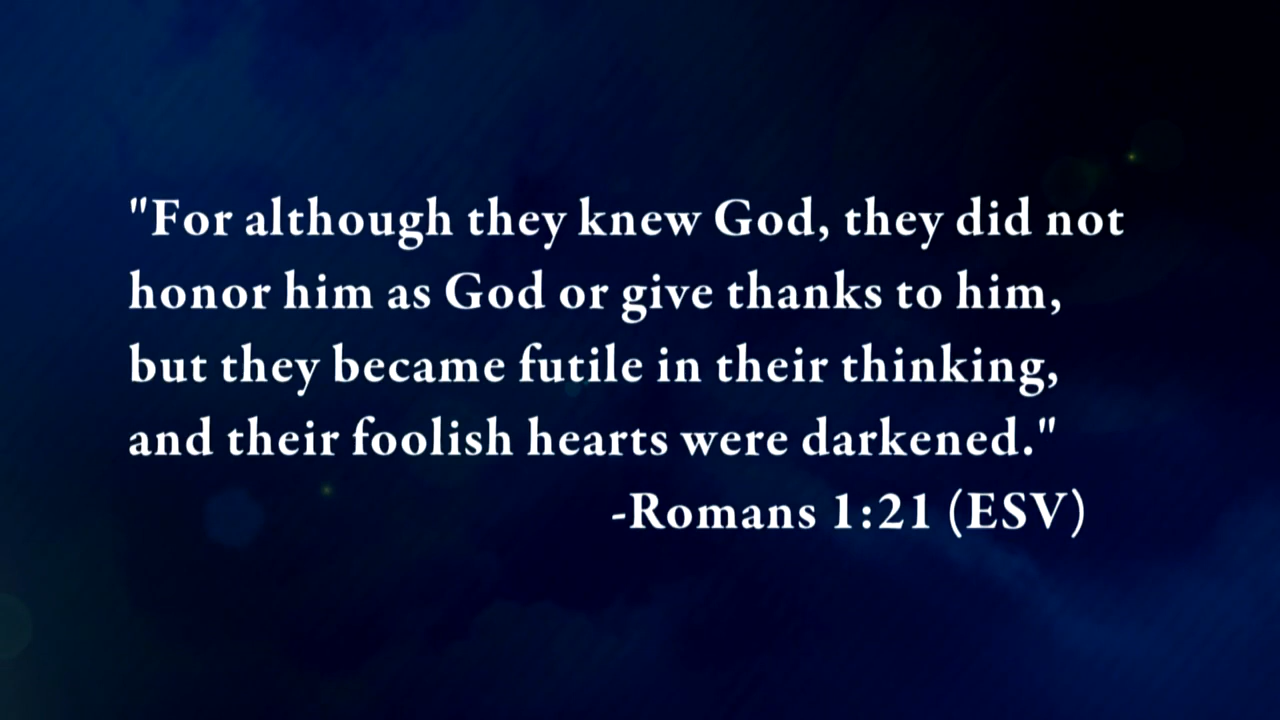 "For although they knew God, they did not
honor him as God or give thanks to him,
but they became futile in their thinking,
and their foolish hearts were darkened."
-Romans 1:21 (ESV)